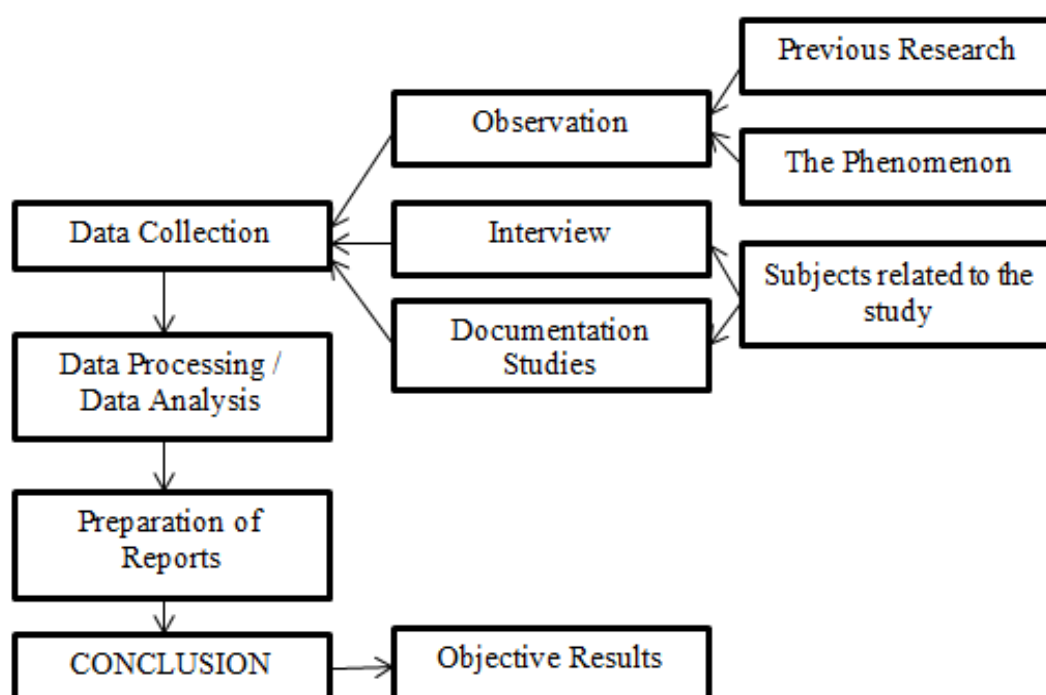 Previous Research
Observation
The Phenomenon
Data Collection
Interview
Subjects related to the
study
Documentation
Studies
Data Processing /
Data Analysis
Preparation of
Reports
CONCLUSION
Objective Results